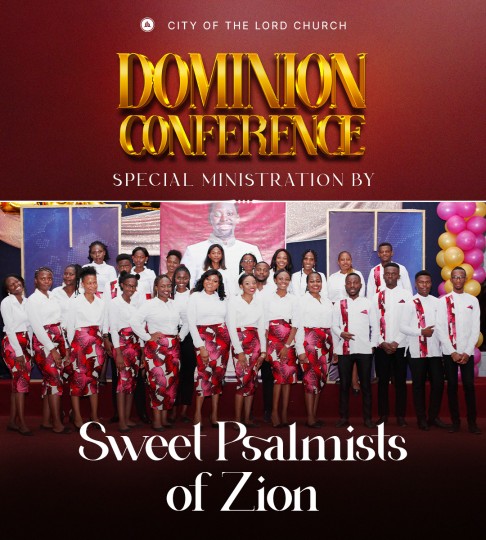 CITY OF THE LORD CHURCH
DOMINION
CONFERENCE
SPECIAL MINISTRATION BY
Sweet Psalmists
of Zion